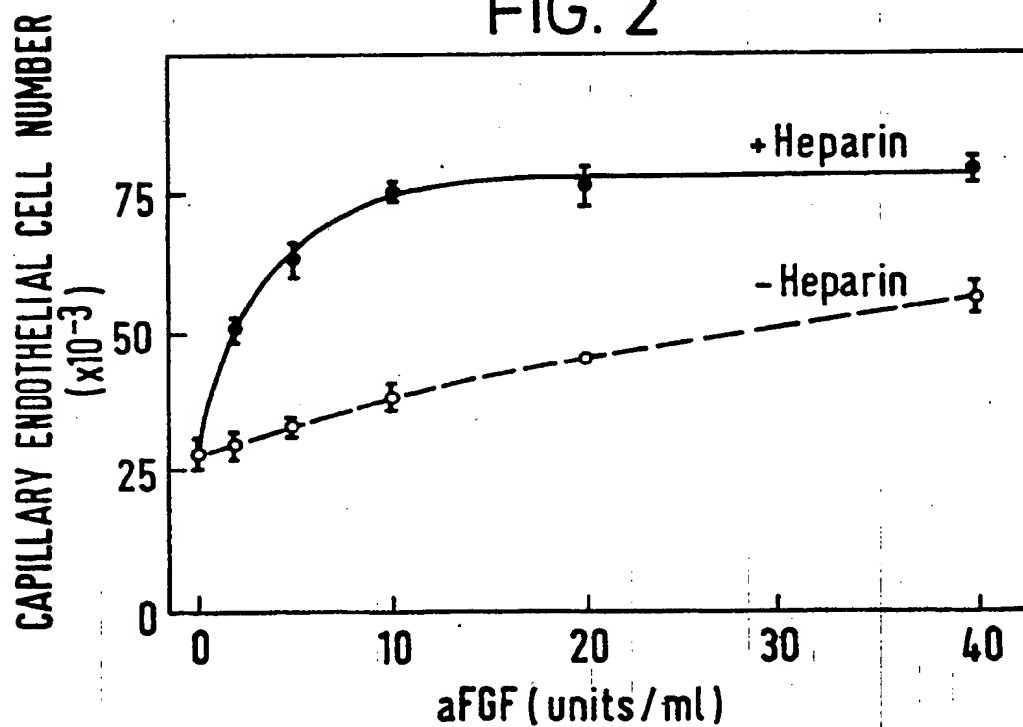 FIG. 2
CAPILLARY ENDOTHELIAL CELL NUMBER
(x10-3)
75
50
25
0
+Heparin
-Heparin
0 10 20 30 40
aFGF (units/ml)